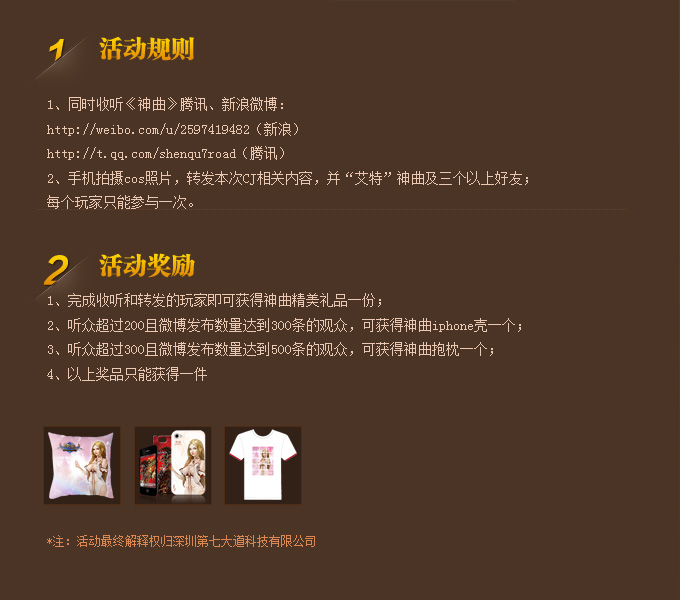 1 活动规则
1、同时收听《神曲》腾讯、新浪微博：
http://weibo.com/u/2597419482（新浪）
http://t.qq.com/shenqu7road（腾讯）
2、手机拍摄cos照片，转发本次CJ相关内容，并“艾特”神曲及三个以上好友；
每个玩家只能参与一次。
2 活动奖励
1、完成收听和转发的玩家即可获得神曲精美礼品一份；
2、听众超过200且微博发布数量达到300条的观众，可获得神曲iphone壳一个；
3、听众超过300且微博发布数量达到500条的观众，可获得神曲抱枕一个；
4、以上奖品只能获得一件
*注：活动最终解释权归深圳第七大道科技有限公司